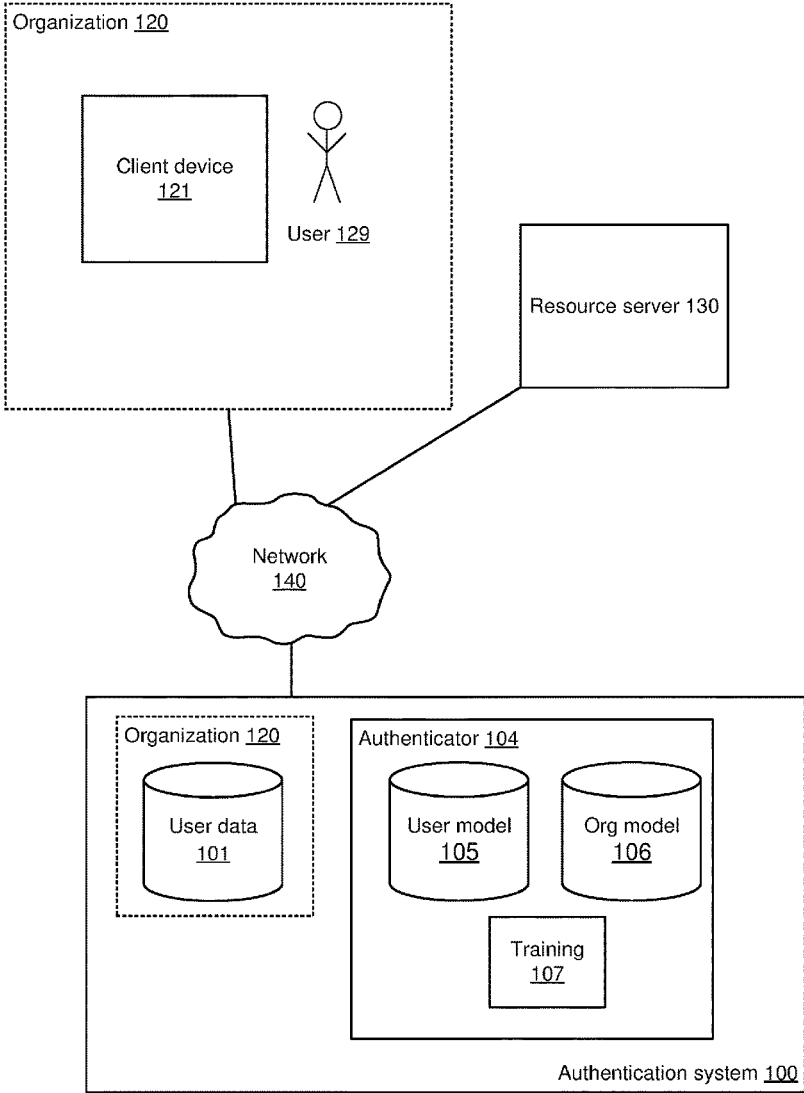 Organization 120
Client device
121
User 129
Resource server 130
Network
140
Organization 120
User data
101
Authenticator 104
User model
105
Org model
106
Training
107
Authentication system 100